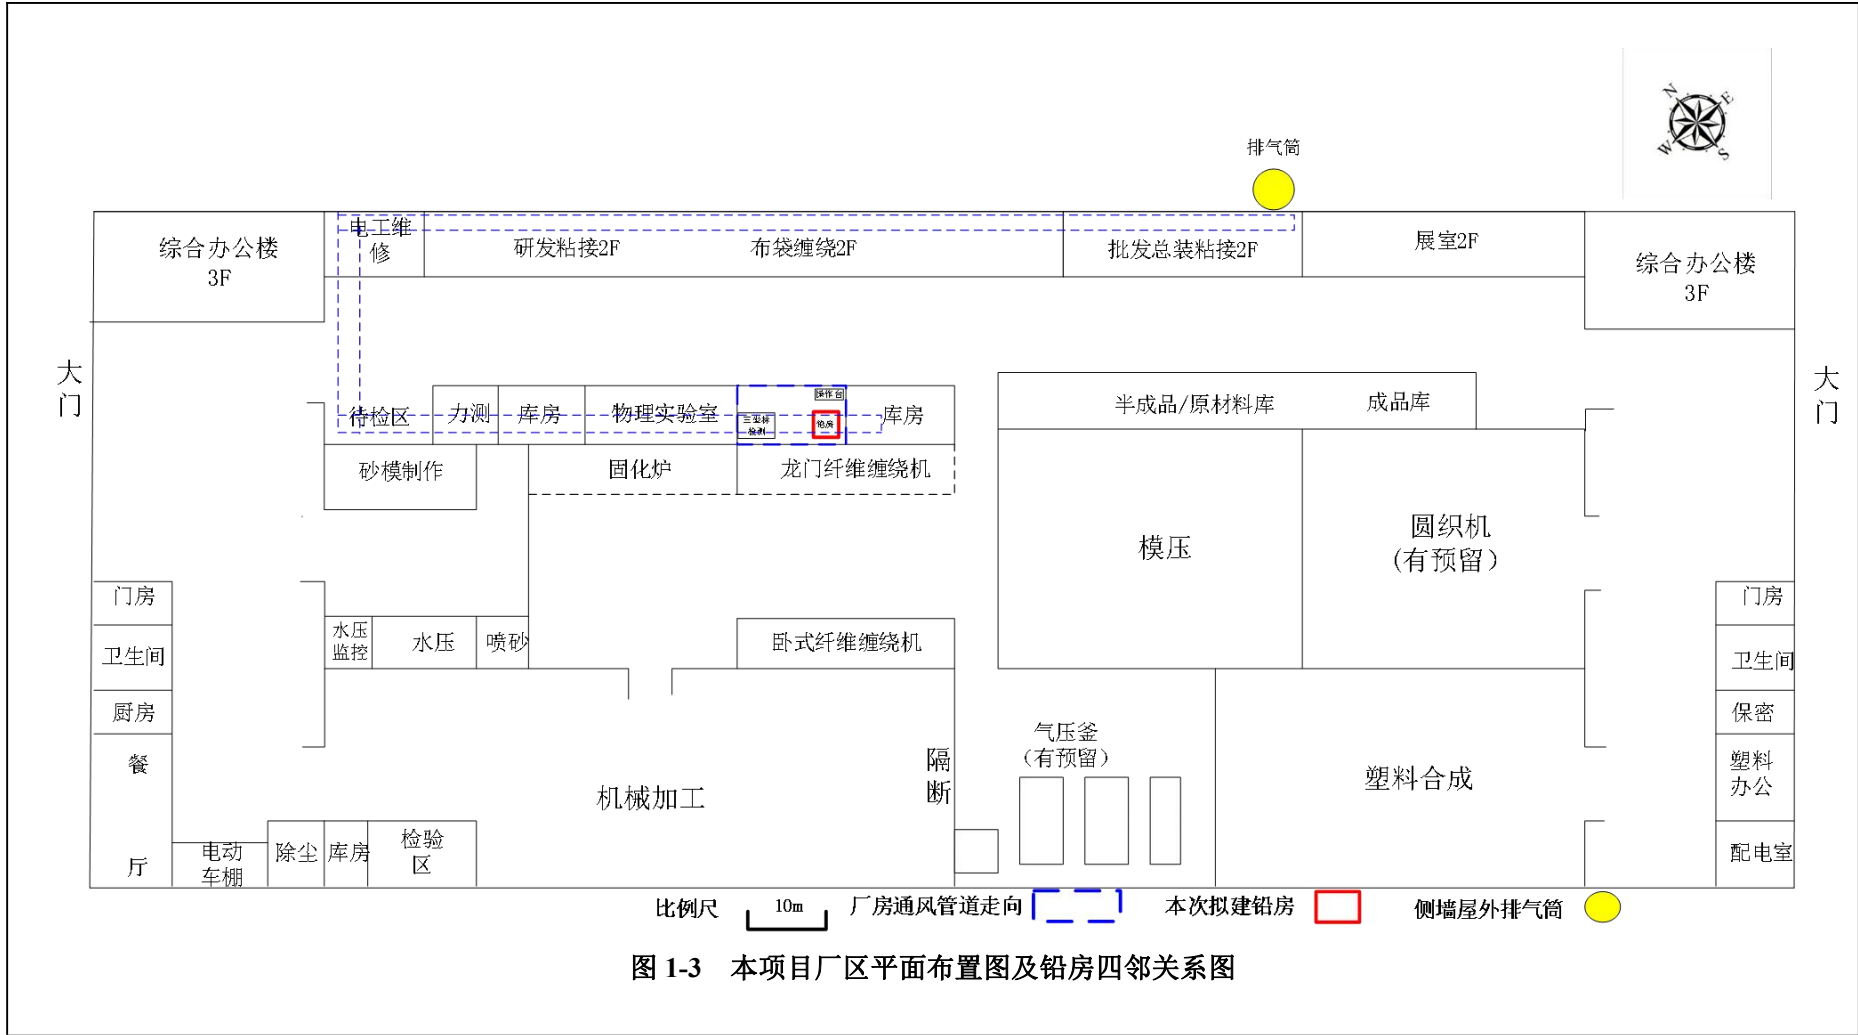 N
E
W
S
排气筒
综合办公楼
3F
电工维
修
研发粘接2F
布袋缠绕2F
批发总装粘接2F
展室2F
综合办公楼
3F
大
门
大
门
待检区
力测
库房
物理实验室
操作台
三坐标
检测
铅房
库房
半成品/原材料库
成品库
砂模制作
固化炉
龙门纤维缠绕机
模压
圆织机
(有预留)
门房
卫生间
厨房
餐
厅
水压
监控
水压
喷砂
卧式纤维缠绕机
门房
卫生间
保密
塑料
办公
配电室
气压釜
(有预留)
隔
断
机械加工
塑料合成
电动
车棚
除尘
库房
检验
区
比例尺
10m
厂房通风管道走向
本次拟建铅房
侧墙屋外排气筒
图 1-3 本项目厂区平面布置图及铅房四邻关系图